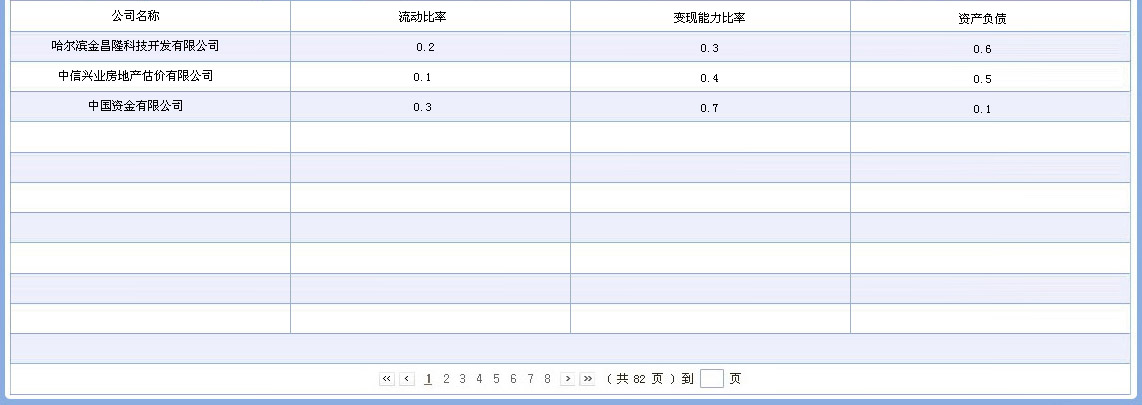 公司名称 流动比率 变现能力比率 资产负债
哈尔滨金昌隆科技开发有限公司 0.2 0.3 0.6
中信兴业房地产估价有限公司 0.1 0.4 0.5
中国资金有限公司 0.3 0.7 0.1
« ‹ 1 2 3 4 5 6 7 8 › » ( 共 82 页 ) 到 页